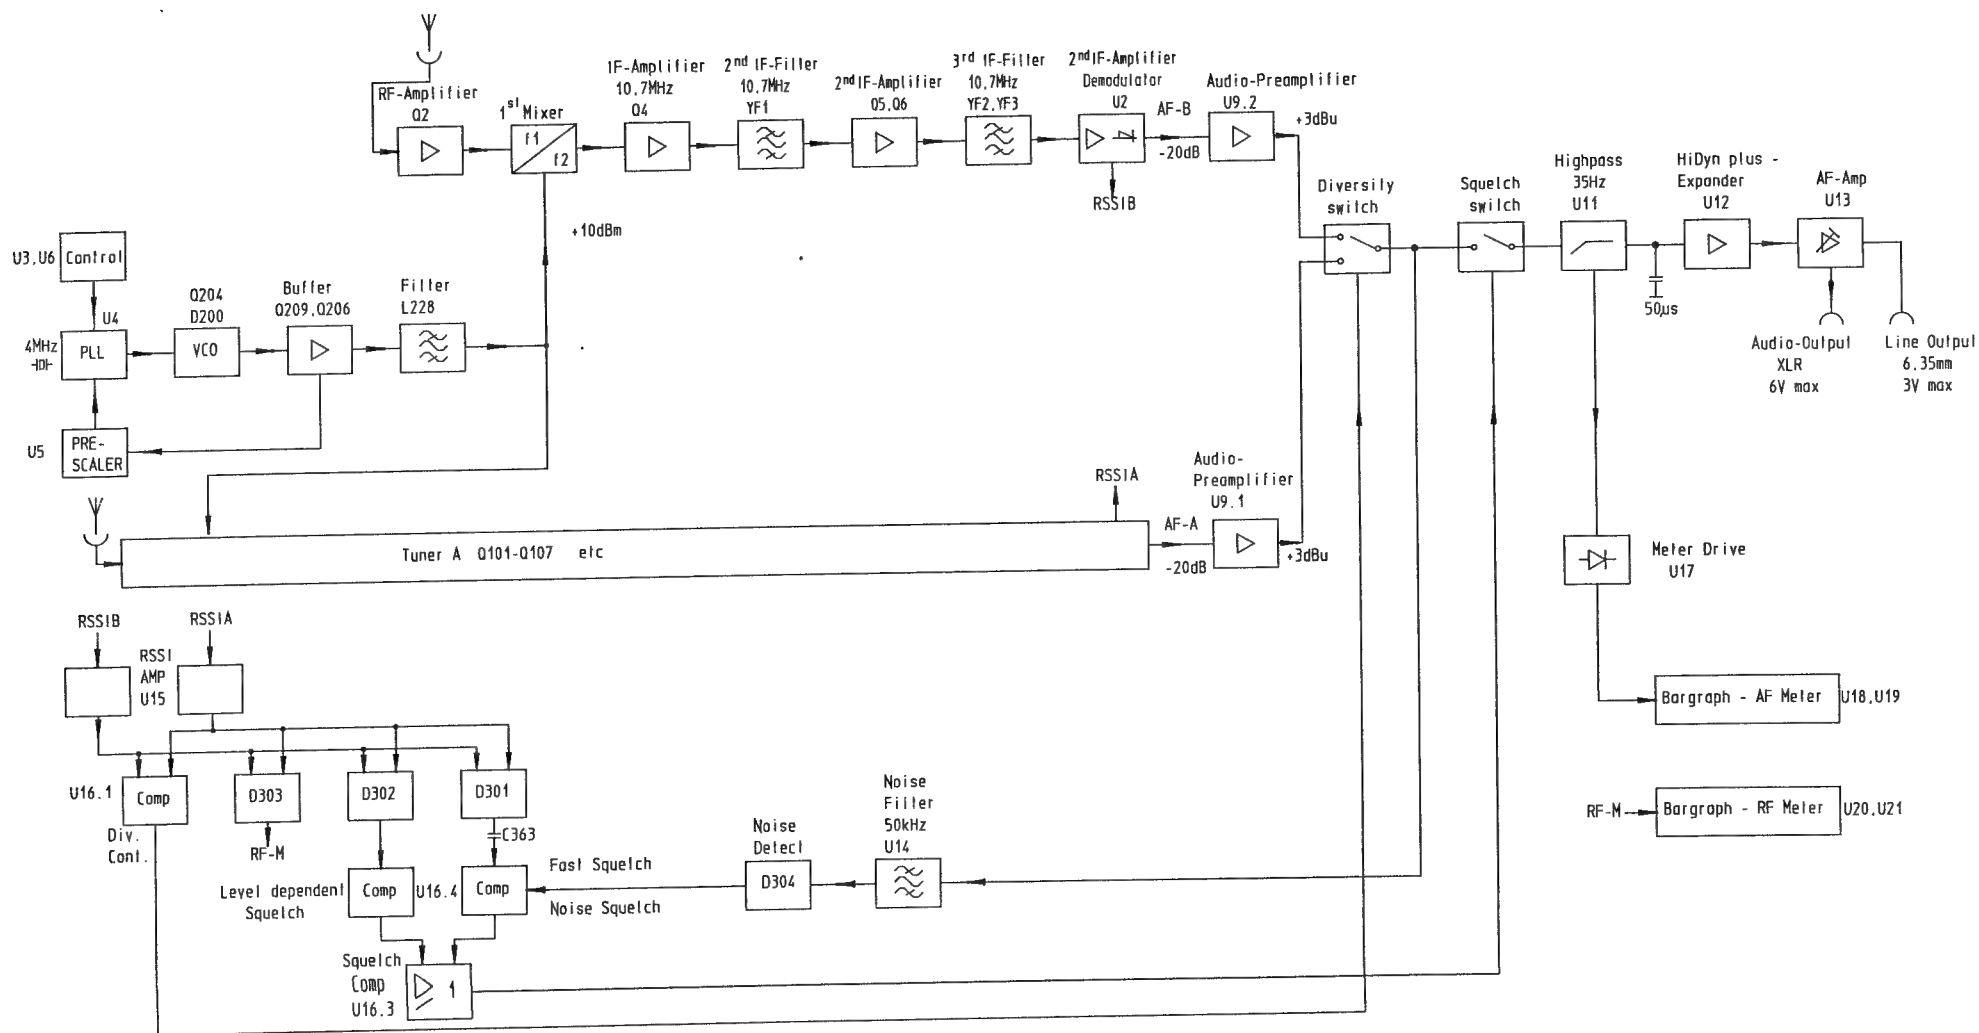 RF-Amplifier
Q2
1st Mixer
f1
f2
IF-Amplifier
10,7MHz
Q4
2nd IF-Filter
10,7MHz
YF1
2nd IF-Amplifier
Q5,Q6
3rd IF-Filter
10,7MHz
YF2,YF3
2nd IF-Amplifier
Demodulator
U2
RSSIB
AF-B
-20dB
Audio-Preamplifier
U9.2
+3dBu
Diversity
switch
Squelch
switch
Highpass
35Hz
U11
50µs
HiDyn plus -
Expander
U12
AF-Amp
U13
Audio-Output
XLR
6V max
Line Output
6,35mm
3V max
+10dBm
U3,U6
Control
U4
4MHz
PLL
Q204
D200
VCO
Buffer
Q209,Q206
Filter
L228
U5
PRE-
SCALER
Tuner A Q101-Q107 etc
RSSIA
AF-A
-20dB
Audio-
Preamplifier
U9.1
+3dBu
Meter Drive
U17
Bargraph - AF Meter
U18,U19
RF-M
Bargraph - RF Meter
U20,U21
RSSIB
RSSIA
RSSI
AMP
U15
U16.1
Comp
Div.
Cont.
D303
RF-M
D302
D301
C363
Level dependent
Squelch
Comp
U16.4
Comp
Fast Squelch
Noise Squelch
Noise
Detect
D304
Noise
Filter
50kHz
U14
Squelch
Comp
U16.3
1